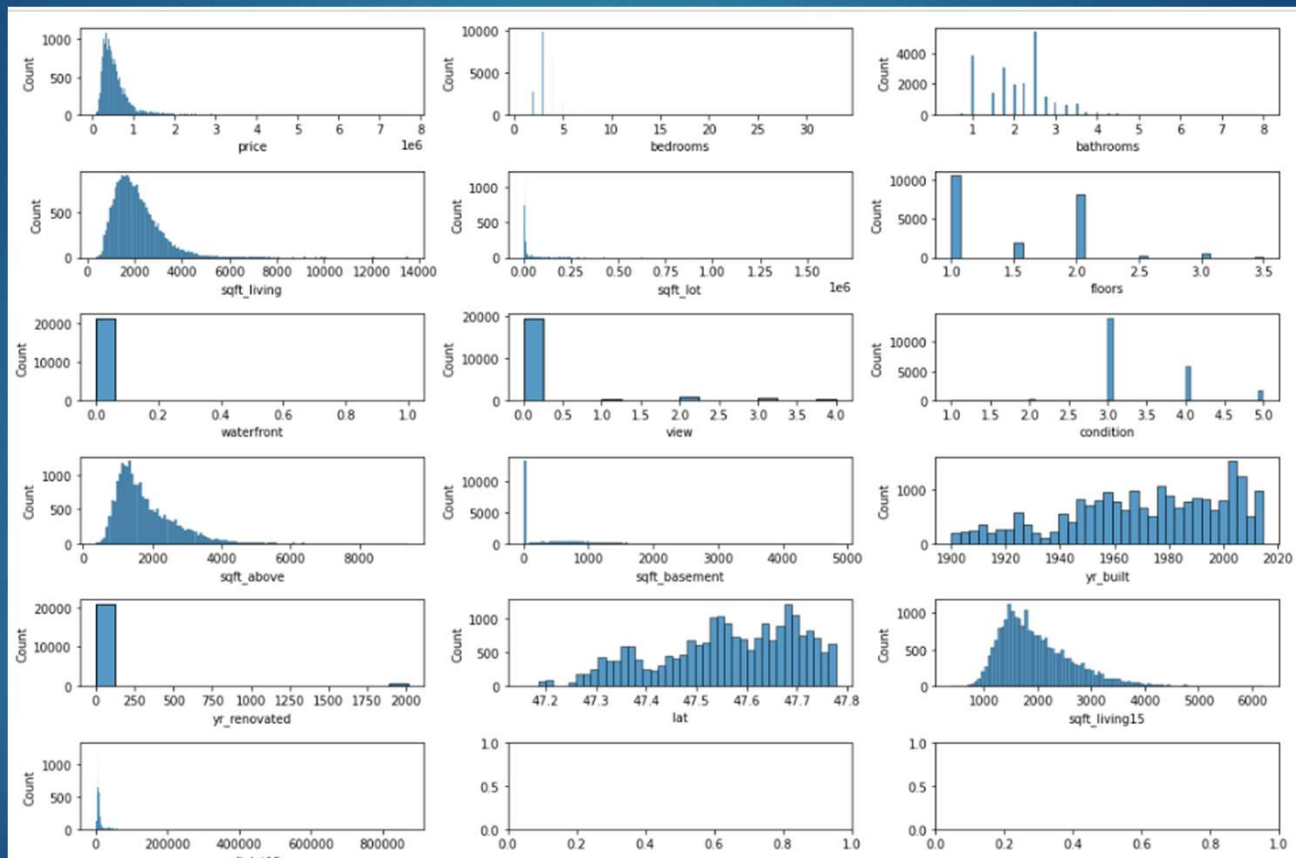 Count
1000
500
0
0 1 2 3 4 5 6 7 8
1e6
price
Count
10000
5000
0
0 5 10 15 20 25 30
bedrooms
Count
4000
2000
0
1 2 3 4 5 6 7 8
bathrooms
Count
500
0
0 2000 4000 6000 8000 10000 12000 14000
sqft_living
Count
1000
500
0
0.00 0.25 0.50 0.75 1.00 1.25 1.50
1e6
sqft_lot
Count
10000
5000
0
1.0 1.5 2.0 2.5 3.0 3.5
floors
Count
20000
10000
0
0.0 0.2 0.4 0.6 0.8 1.0
waterfront
Count
20000
10000
0
0.0 0.5 1.0 1.5 2.0 2.5 3.0 3.5 4.0
view
Count
10000
5000
0
1.0 1.5 2.0 2.5 3.0 3.5 4.0 4.5 5.0
condition
Count
1000
500
0
2000 4000 6000 8000
sqft_above
Count
10000
5000
0
0 1000 2000 3000 4000 5000
sqft_basement
Count
1000
0
1900 1920 1940 1960 1980 2000 2020
yr_built
Count
20000
10000
0
0 250 500 750 1000 1250 1500 1750 2000
yr_renovated
Count
1000
500
0
47.2 47.3 47.4 47.5 47.6 47.7 47.8
lat
Count
1000
500
0
1000 2000 3000 4000 5000 6000
sqft_living15
Count
1000
500
0
0 200000 400000 600000 800000
1.0
0.5
0.0
0.0 0.2 0.4 0.6 0.8 1.0
1.0
0.5
0.0
0.0 0.2 0.4 0.6 0.8 1.0